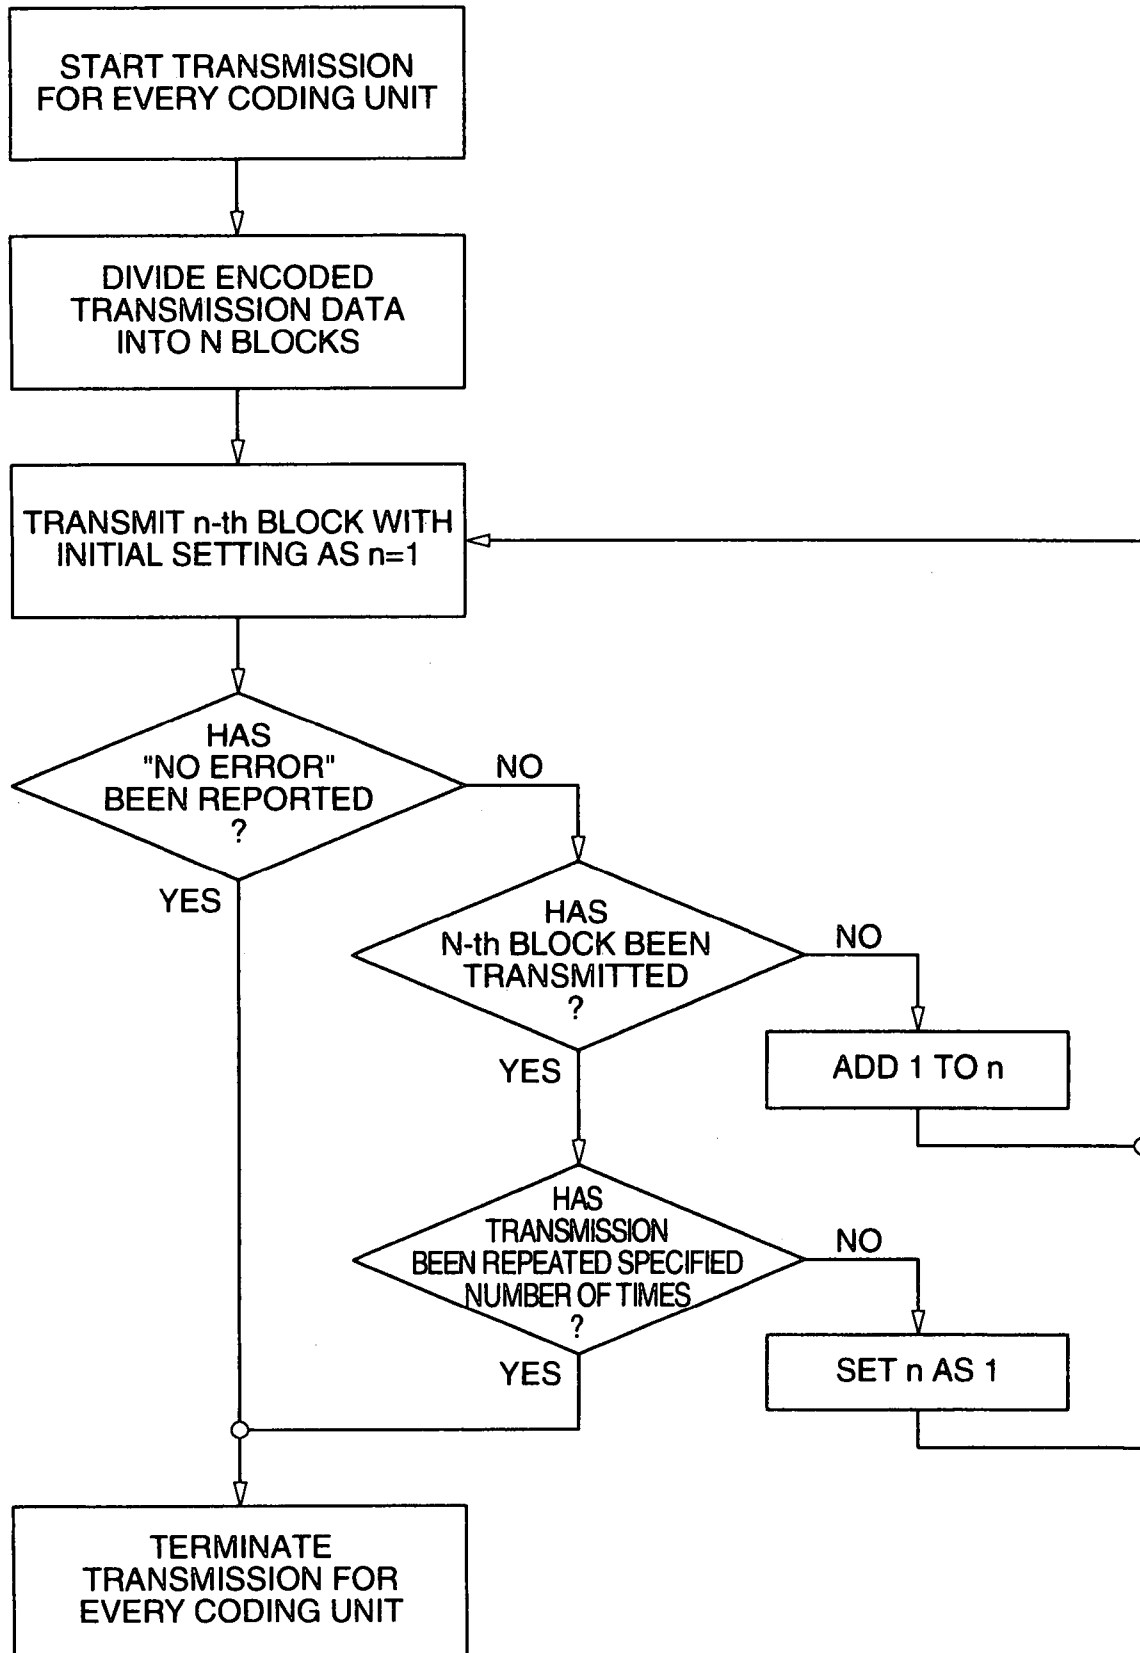 START TRANSMISSION
FOR EVERY CODING UNIT
DIVIDE ENCODED
TRANSMISSION DATA
INTO N BLOCKS
TRANSMIT n-th BLOCK WITH
INITIAL SETTING AS n=1
HAS
"NO ERROR"
BEEN REPORTED
?
NO
YES
HAS
N-th BLOCK BEEN
TRANSMITTED
?
NO
YES
ADD 1 TO n
HAS
TRANSMISSION
BEEN REPEATED SPECIFIED
NUMBER OF TIMES
?
NO
YES
SET n AS 1
TERMINATE
TRANSMISSION FOR
EVERY CODING UNIT